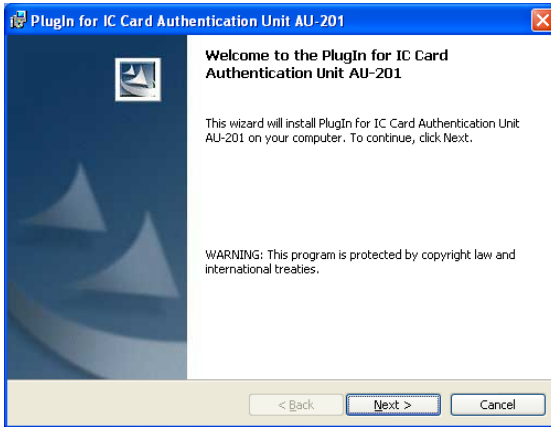 PlugIn for IC Card Authentication Unit AU-201
Welcome to the PlugIn for IC Card
Authentication Unit AU-201
This wizard will install PlugIn for IC Card Authentication Unit
AU-201 on your computer. To continue, click Next.
WARNING: This program is protected by copyright law and
international treaties.
< Back Next > Cancel